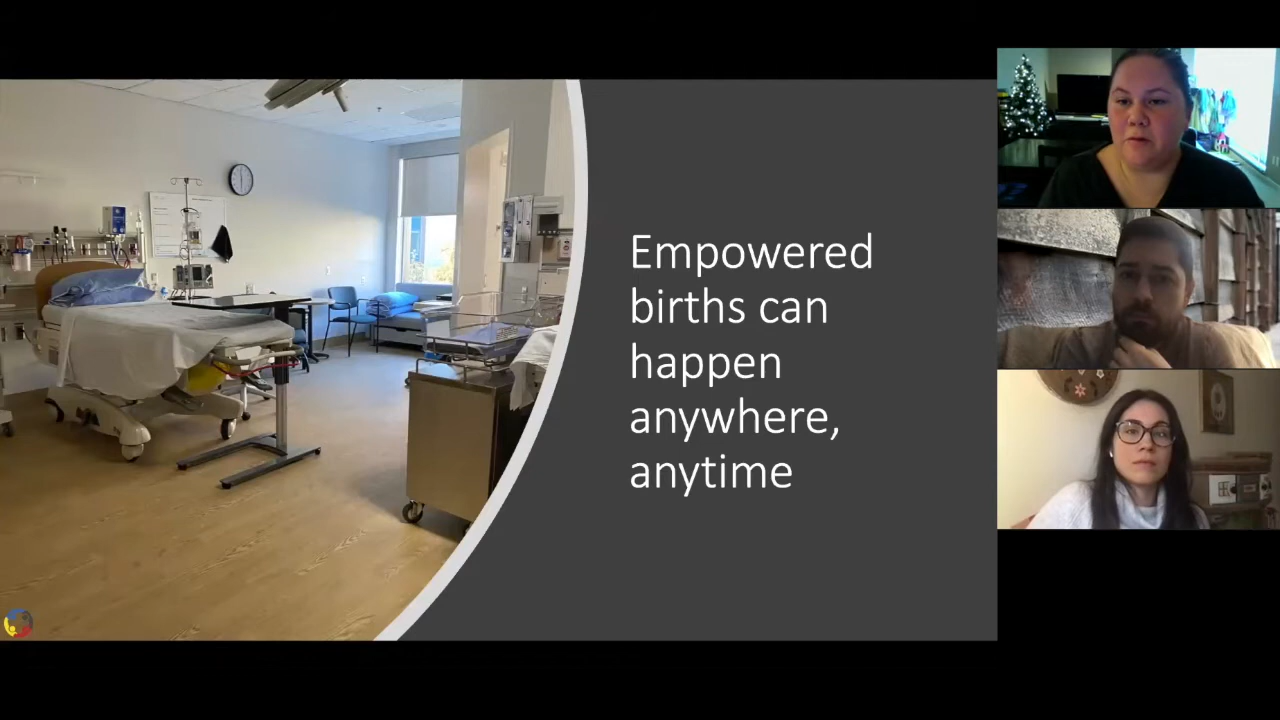 Empowered
births can
happen
anywhere,
anytime